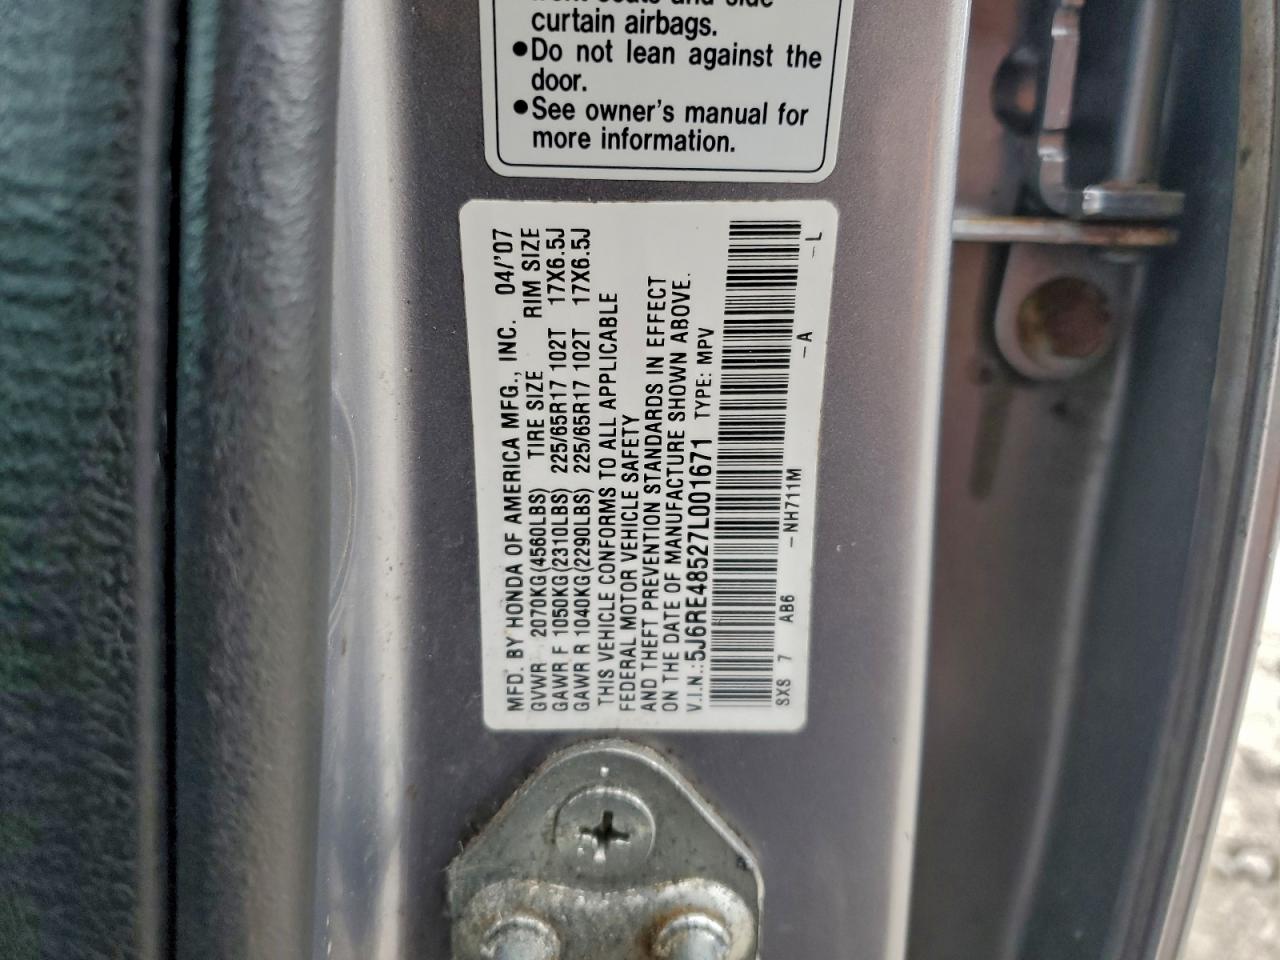 curtain airbags.
●Do not lean against the
door.
●See owner's manual for
more information.
MFD. BY HONDA OF AMERICA MFG., INC. 04/'07
GVWR 2070KG(4560LBS) TIRE SIZE RIM SIZE
GAWR F 1050KG(2310LBS) 225/65R17 102T 17X6.5J
GAWR R 1040KG(2290LBS) 225/65R17 102T 17X6.5J
THIS VEHICLE CONFORMS TO ALL APPLICABLE
FEDERAL MOTOR VEHICLE SAFETY
AND THEFT PREVENTION STANDARDS IN EFFECT
ON THE DATE OF MANUFACTURE SHOWN ABOVE.
V.I.N.:5J6RE48527L001671 TYPE: MPV
SXS 7 AB6 -NH711M -A -L